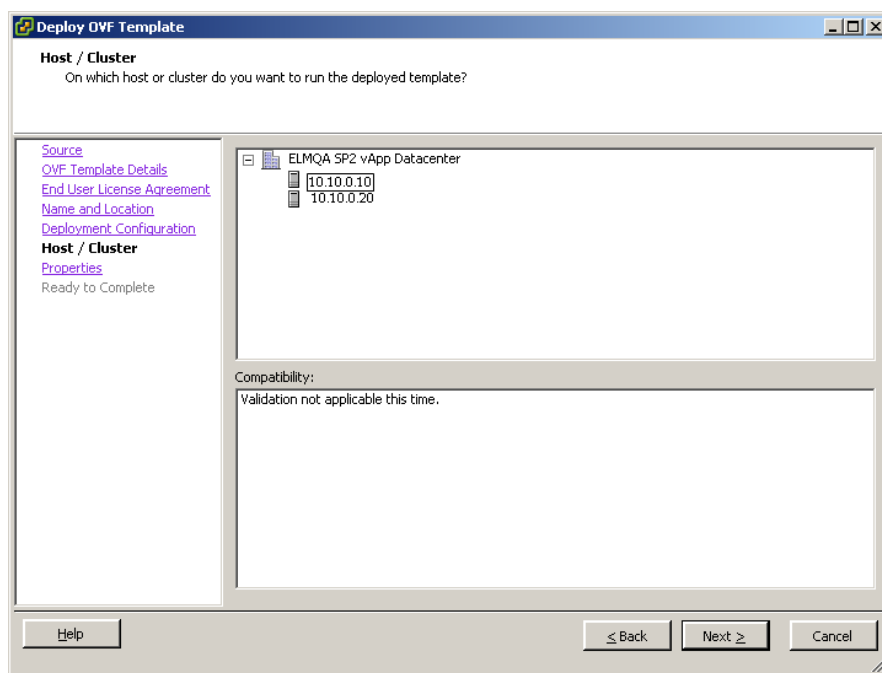 Deploy OVF Template
Host / Cluster
On which host or cluster do you want to run the deployed template?
Source
OVF Template Details
End User License Agreement
Name and Location
Deployment Configuration
Host / Cluster
Properties
Ready to Complete
ELMQA SP2 vApp Datacenter
10.10.0.10
10.10.0.20
Compatibility:
Validation not applicable this time.
Help
< Back
Next >
Cancel